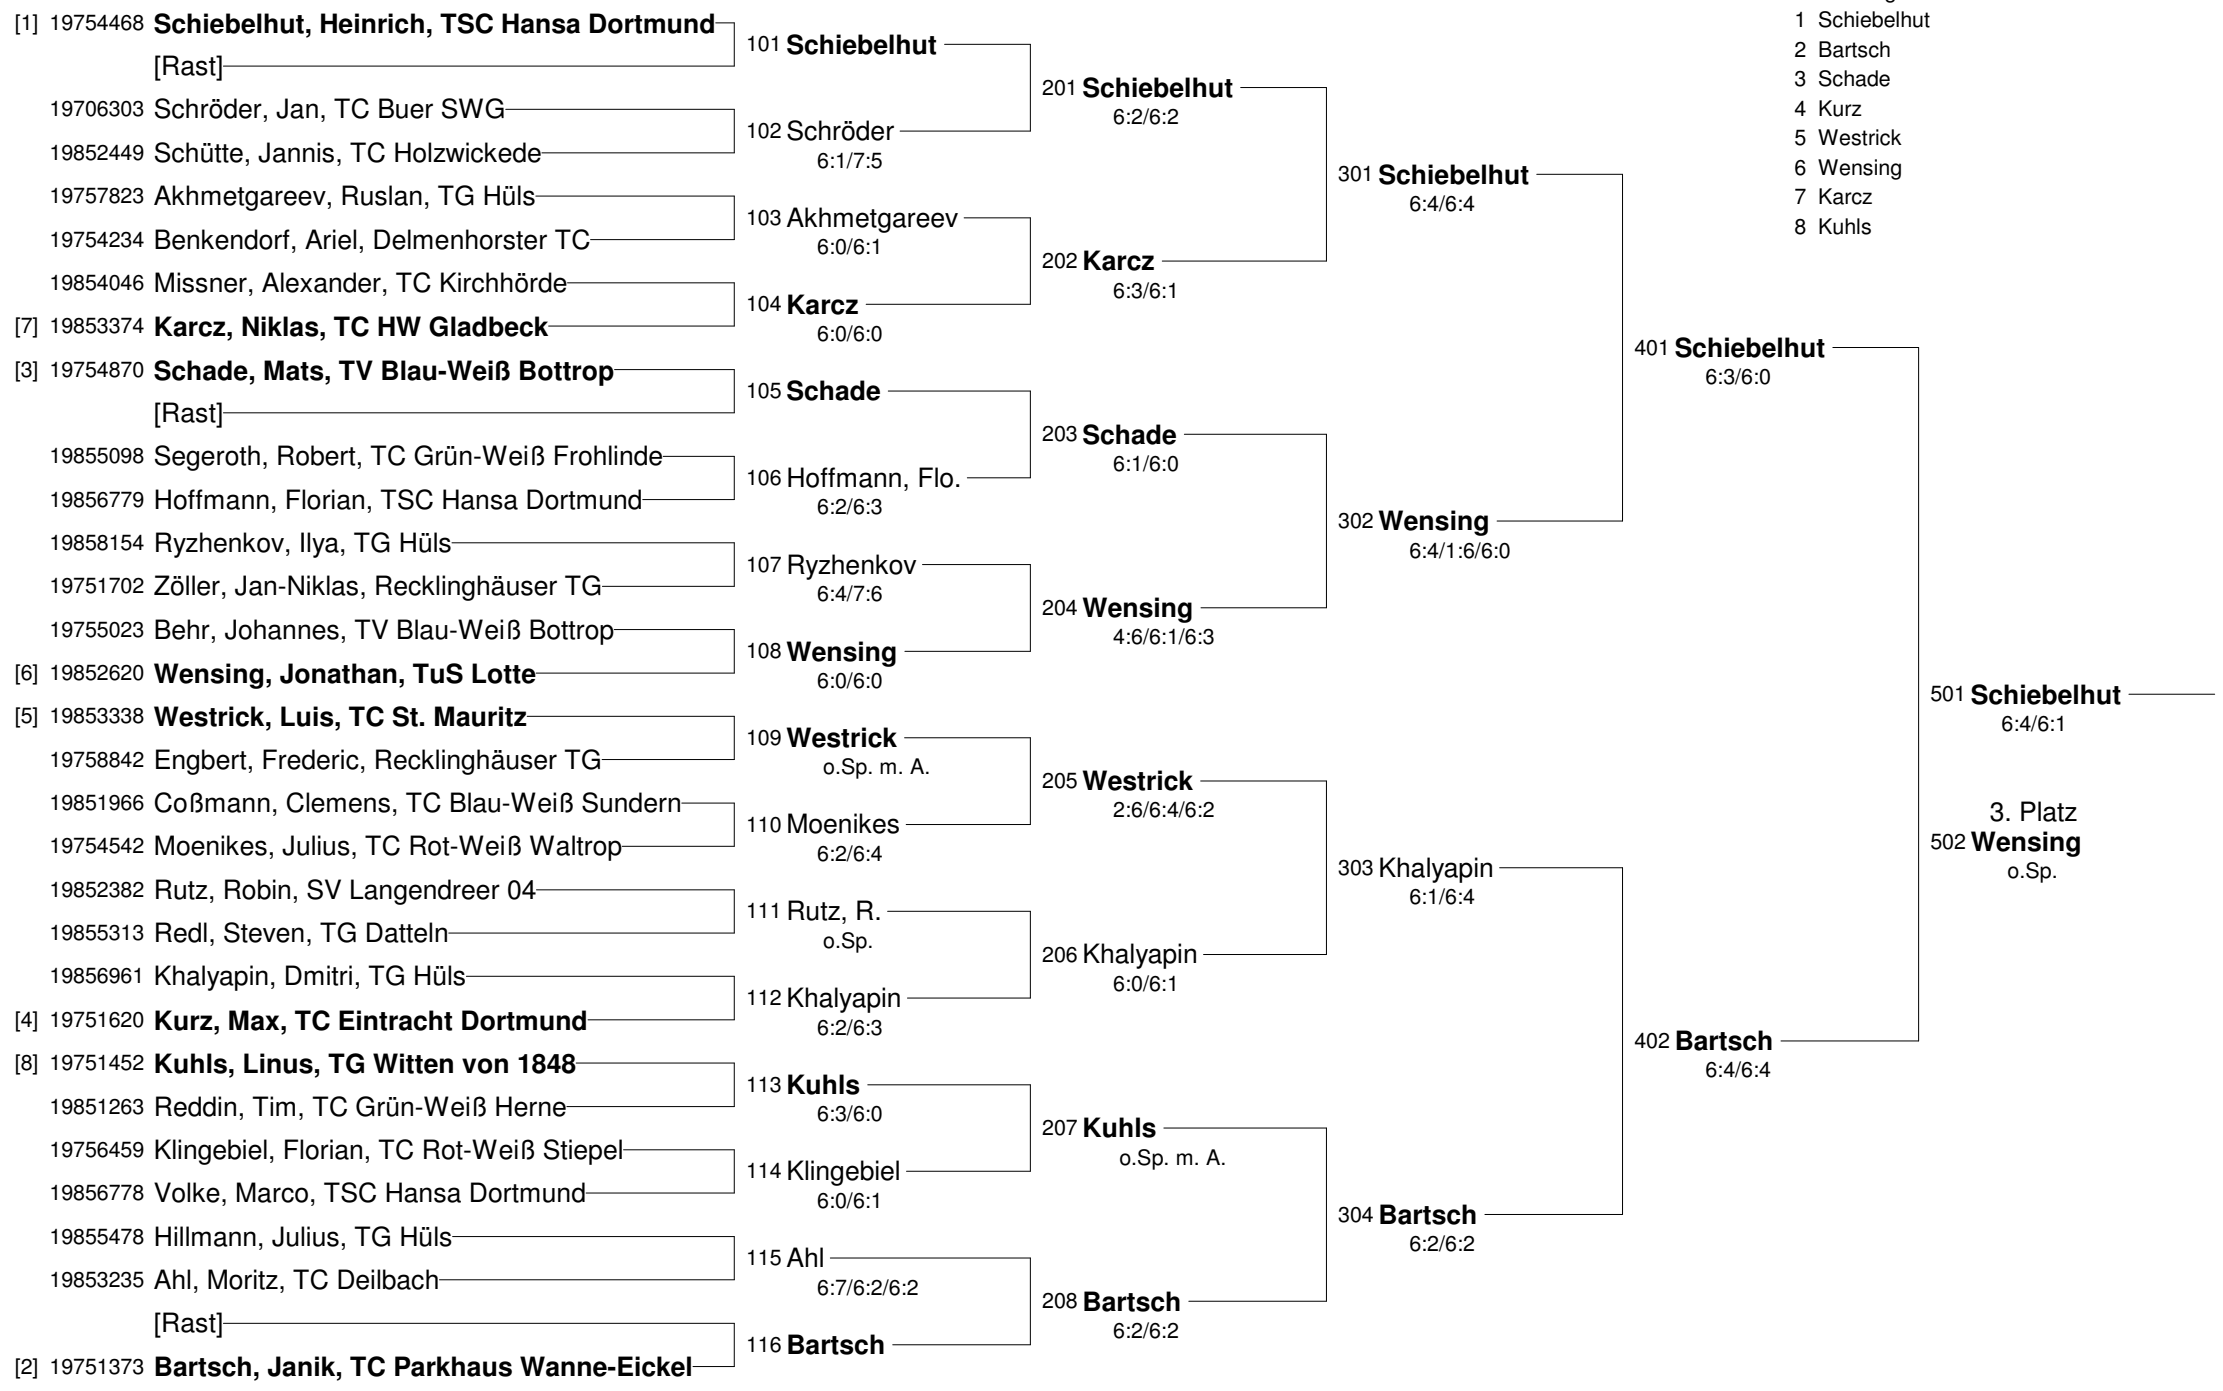 [1] 19754468 Schiebelhut, Heinrich, TSC Hansa Dortmund
[Rast]
19706303 Schröder, Jan, TC Buer SWG
19852449 Schütte, Jannis, TC Holzwickede
19757823 Akhmetgareev, Ruslan, TG Hüls
19754234 Benkendorf, Ariel, Delmenhorster TC
19854046 Missner, Alexander, TC Kirchhörde
[7] 19853374 Karcz, Niklas, TC HW Gladbeck
[3] 19754870 Schade, Mats, TV Blau-Weiß Bottrop
[Rast]
19855098 Segeroth, Robert, TC Grün-Weiß Frohlinde
19856779 Hoffmann, Florian, TSC Hansa Dortmund
19858154 Ryzhenkov, Ilya, TG Hüls
19751702 Zöller, Jan-Niklas, Recklinghäuser TG
19755023 Behr, Johannes, TV Blau-Weiß Bottrop
[6] 19852620 Wensing, Jonathan, TuS Lotte
[5] 19853338 Westrick, Luis, TC St. Mauritz
19758842 Engbert, Frederic, Recklinghäuser TG
19851966 Coßmann, Clemens, TC Blau-Weiß Sundern
19754542 Moenikes, Julius, TC Rot-Weiß Waltrop
19852382 Rutz, Robin, SV Langendreer 04
19855313 Redl, Steven, TG Datteln
19856961 Khalyapin, Dmitri, TG Hüls
[4] 19751620 Kurz, Max, TC Eintracht Dortmund
[8] 19751452 Kuhls, Linus, TG Witten von 1848
19851263 Reddin, Tim, TC Grün-Weiß Herne
19756459 Klingebiel, Florian, TC Rot-Weiß Stiepel
19856778 Volke, Marco, TSC Hansa Dortmund
19855478 Hillmann, Julius, TG Hüls
19853235 Ahl, Moritz, TC Deilbach
[Rast]
[2] 19751373 Bartsch, Janik, TC Parkhaus Wanne-Eickel
101 Schiebelhut
102 Schröder
6:1/7:5
103 Akhmetgareev
6:0/6:1
104 Karcz
6:0/6:0
105 Schade
106 Hoffmann, Flo.
6:2/6:3
107 Ryzhenkov
6:4/7:6
108 Wensing
6:0/6:0
109 Westrick
o.Sp. m. A.
110 Moenikes
6:2/6:4
111 Rutz, R.
o.Sp.
112 Khalyapin
6:2/6:3
113 Kuhls
6:3/6:0
114 Klingebiel
6:0/6:1
115 Ahl
6:7/6:2/6:2
116 Bartsch
201 Schiebelhut
6:2/6:2
202 Karcz
6:3/6:1
203 Schade
6:1/6:0
204 Wensing
4:6/6:1/6:3
205 Westrick
2:6/6:4/6:2
206 Khalyapin
6:0/6:1
207 Kuhls
o.Sp. m. A.
208 Bartsch
6:2/6:2
301 Schiebelhut
6:4/6:4
302 Wensing
6:4/1:6/6:0
303 Khalyapin
6:1/6:4
304 Bartsch
6:2/6:2
401 Schiebelhut
6:3/6:0
402 Bartsch
6:4/6:4
501 Schiebelhut
6:4/6:1
3. Platz
502 Wensing
o.Sp.
1 Schiebelhut
2 Bartsch
3 Schade
4 Kurz
5 Westrick
6 Wensing
7 Karcz
8 Kuhls